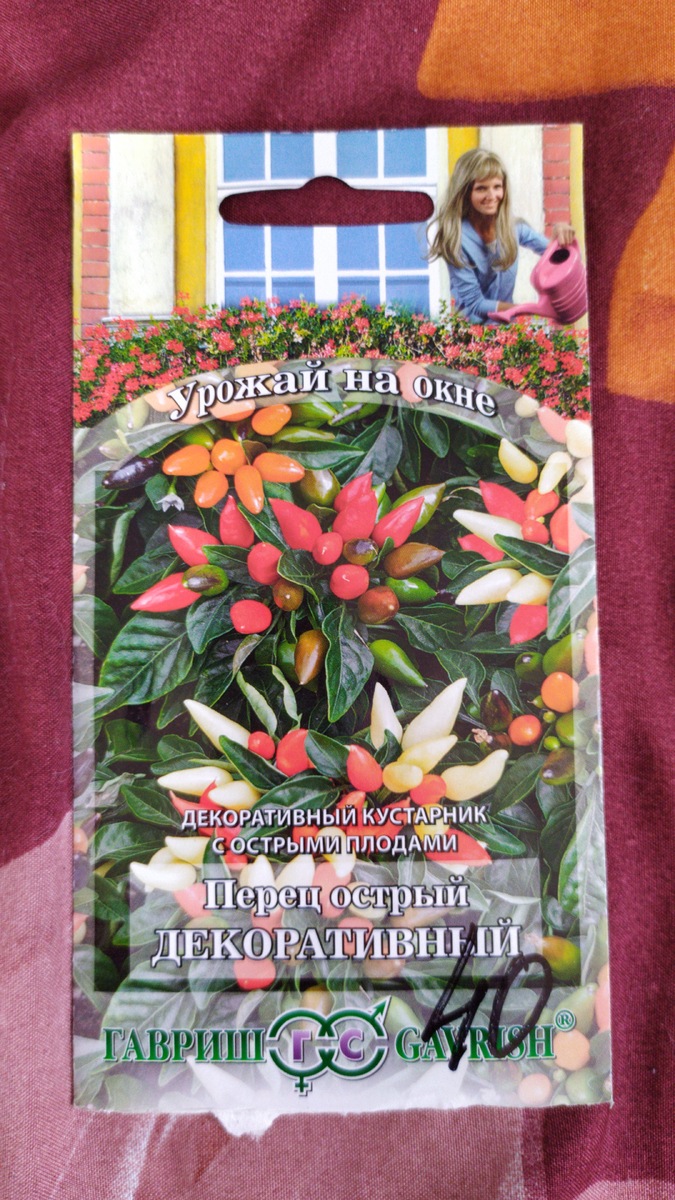 Урожай на окне
ДЕКОРАТИВНЫЙ КУСТАРНИК
С ОСТРЫМИ ПЛОДАМИ
Перец острый
ДЕКОРАТИВНЫЙ
ГАВРИШ ГС GAVRISH®
40